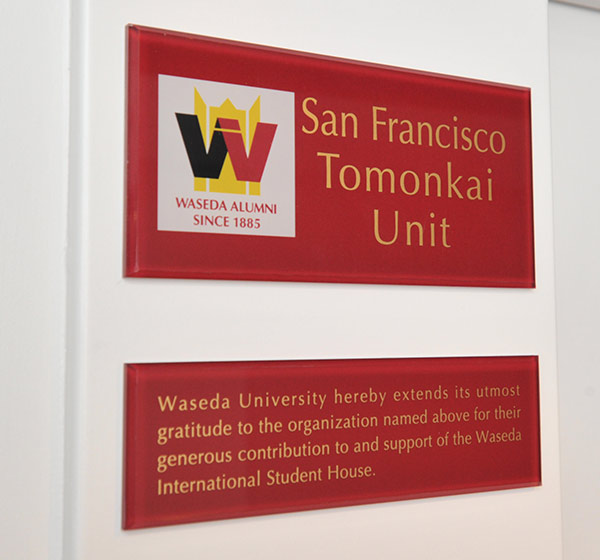 San Francisco
Tomonkai
Unit
WASEDA ALUMNI
SINCE 1885
Waseda University hereby extends its utmost
gratitude to the organization named above for their
generous contribution to and support of the Waseda
International Student House.